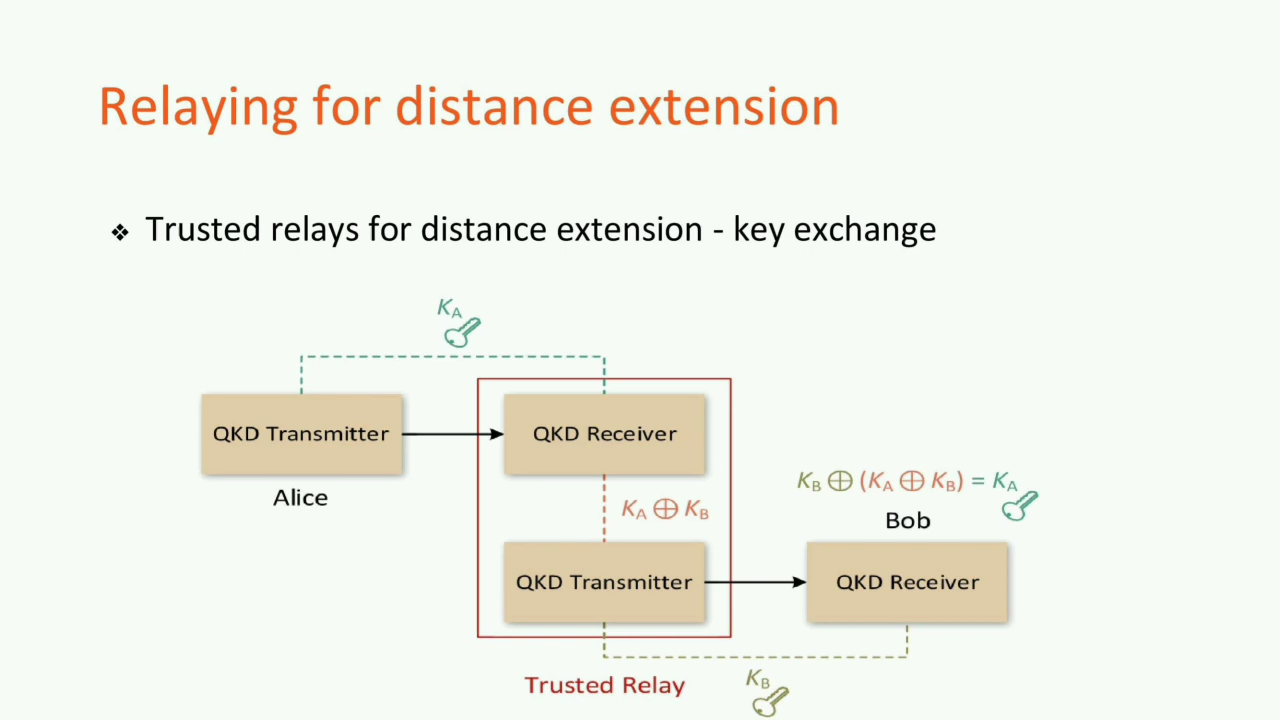 Relaying for distance extension
❖ Trusted relays for distance extension - key exchange
K_A
QKD Transmitter
QKD Receiver
Alice
K_A ⊕ K_B
K_B ⊕ (K_A ⊕ K_B) = K_A
Bob
QKD Transmitter
QKD Receiver
Trusted Relay
K_B